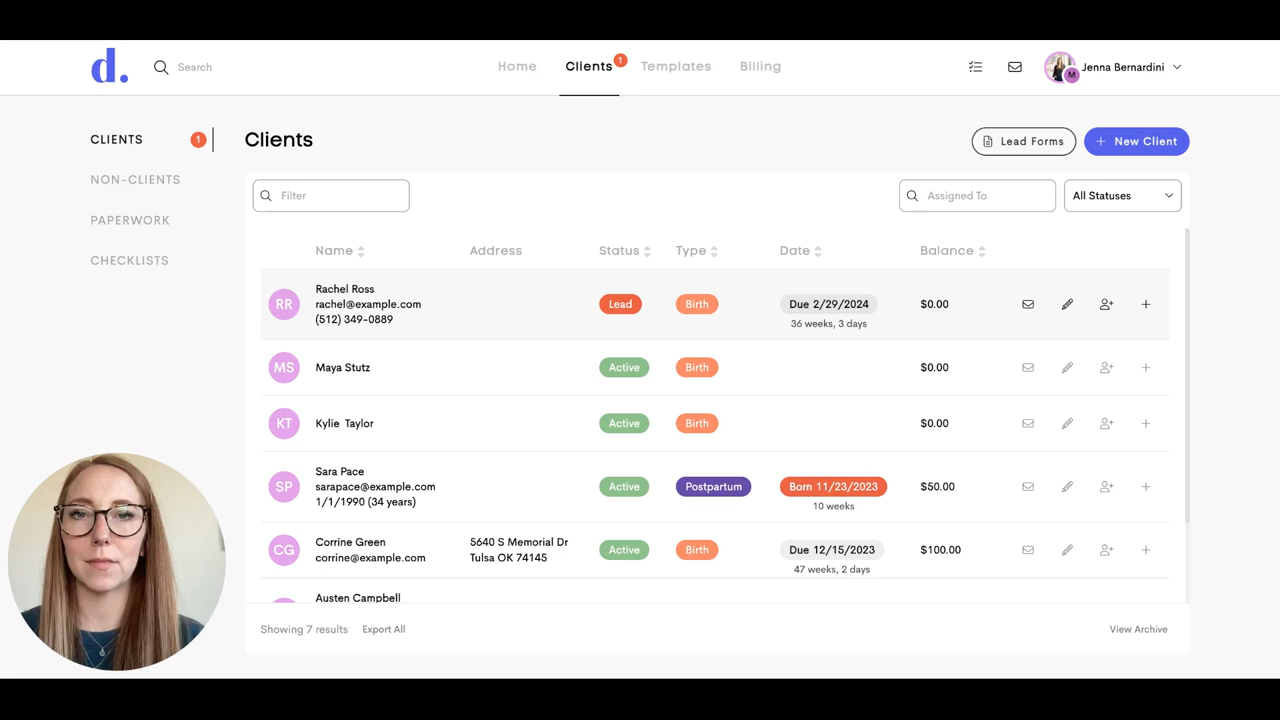 d.
Search
Home
Clients
1
Templates
Billing
M
Jenna Bernardini
CLIENTS
1
NON-CLIENTS
PAPERWORK
CHECKLISTS
Clients
Lead Forms
+ New Client
Filter
Assigned To
All Statuses
Name
Address
Status
Type
Date
Balance
RR
Rachel Ross
rachel@example.com
(512) 349-0889
Lead
Birth
Due 2/29/2024
36 weeks, 3 days
$0.00
MS
Maya Stutz
Active
Birth
$0.00
KT
Kylie Taylor
Active
Birth
$0.00
SP
Sara Pace
sarapace@example.com
1/1/1990 (34 years)
Active
Postpartum
Born 11/23/2023
10 weeks
$50.00
CG
Corrine Green
corrine@example.com
5640 S Memorial Dr
Tulsa OK 74145
Active
Birth
Due 12/15/2023
47 weeks, 2 days
$100.00
Austen Campbell
Showing 7 results
Export All
View Archive